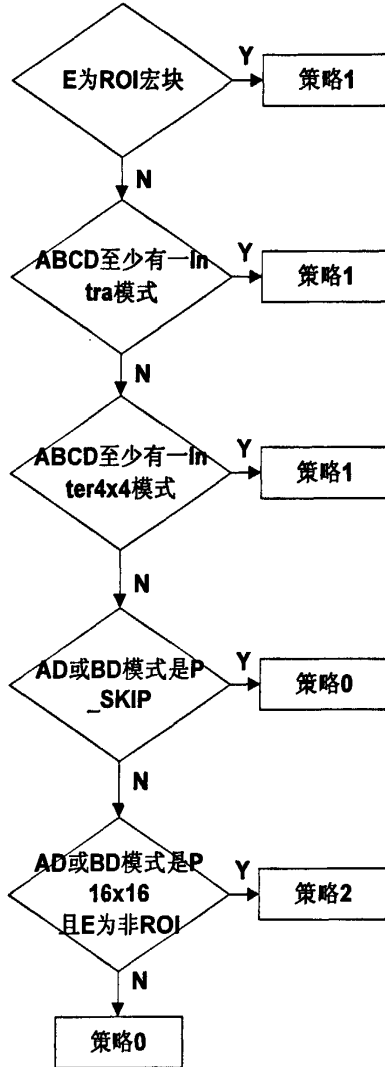 E为ROI宏块
Y
策略1
N
ABCD至少有一In
tra模式
Y
策略1
N
ABCD至少有一In
ter4x4模式
Y
策略1
N
AD或BD模式是P
_SKIP
Y
策略0
N
AD或BD模式是P
16x16
且E为非ROI
Y
策略2
N
策略0